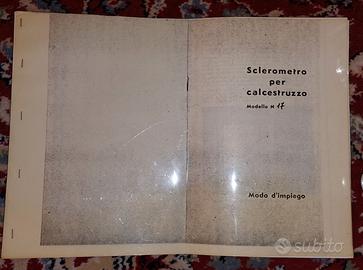 Sclerometro
per
calcestruzzo
Modello N 17
Modo d'impiego
subito